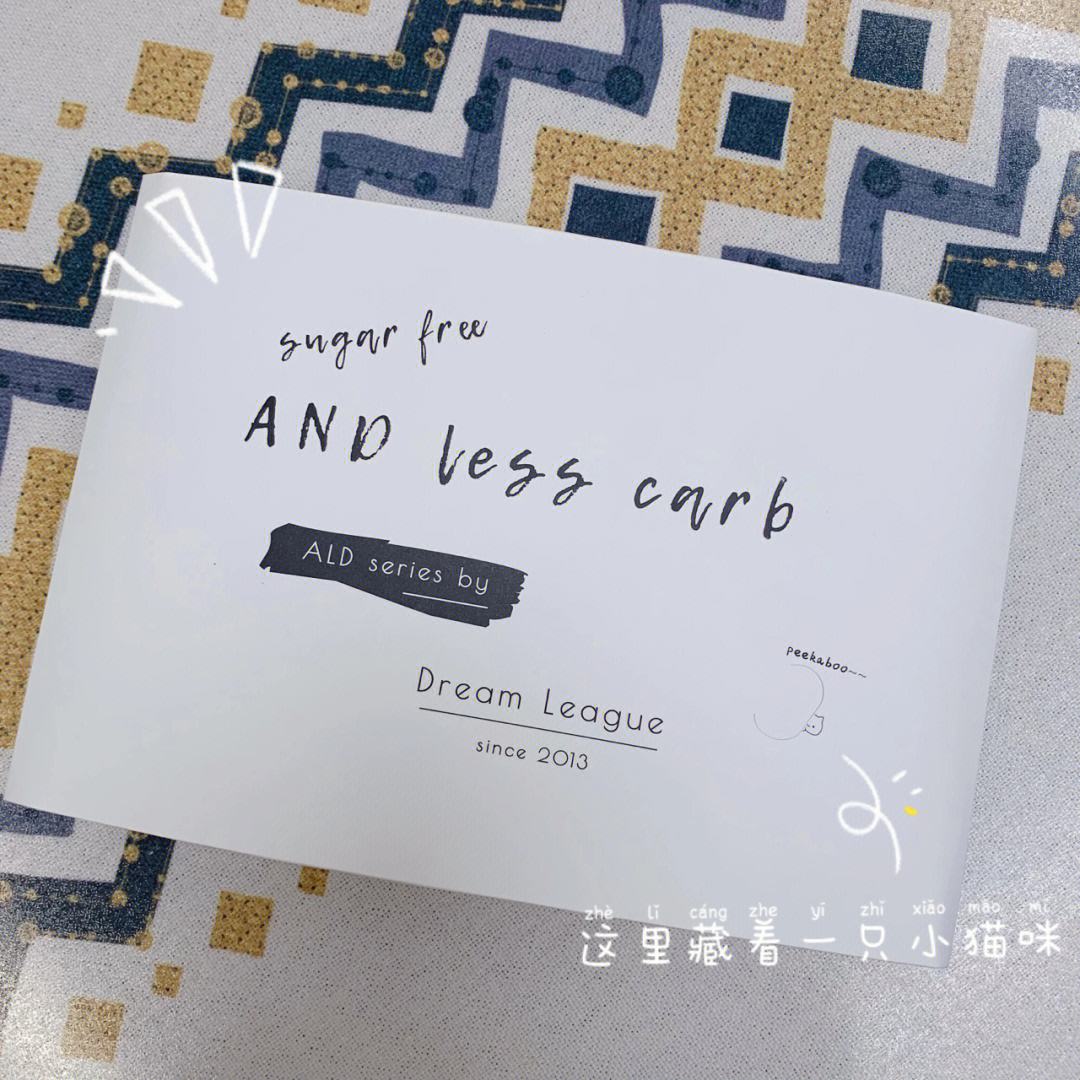 sugar free
AND less carb
ALD series by
Dream League
since 2013
peekaboo~~
zhè lǐ cáng zhe yī zhī xiǎo māo mī
这里藏着一只小猫咪